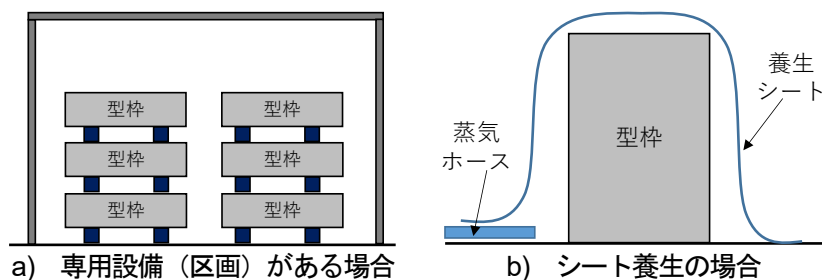 型枠
型枠
型枠
型枠
型枠
型枠
a) 専用設備（区画）がある場合
蒸気
ホース
型枠
養生
シート
b) シート養生の場合